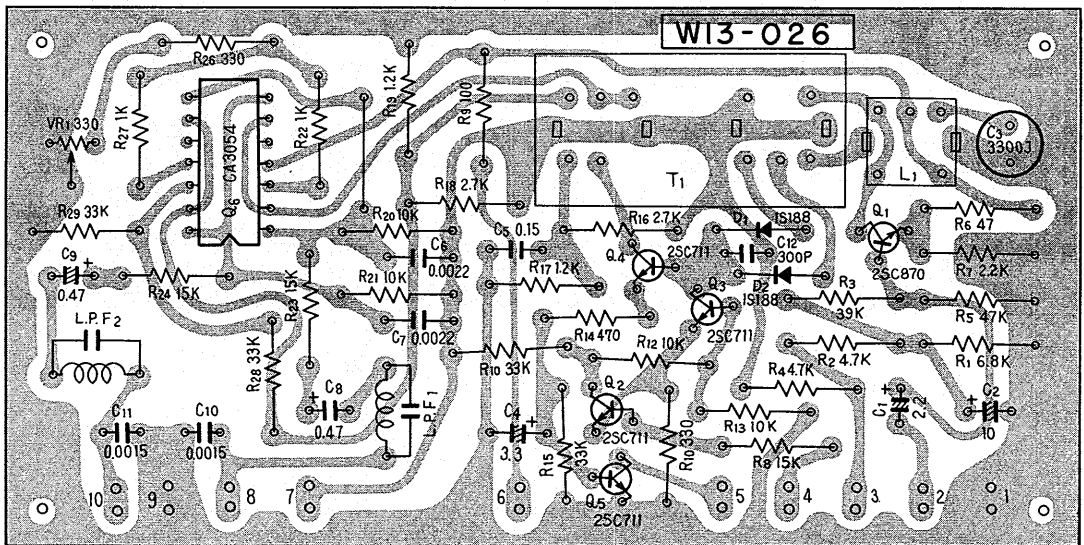 W13-026
R26 330
VR1 330
R27 1K
CA3054
Q6
R22 1K
R19 1.2K
R9 100
T1
L1
C3
3300J
R29 33K
R18 2.7K
R20 10K
C6
0.0022
C5 0.15
R16 2.7K
D1
1S188
C12
300P
Q1
2SC870
R6 47
R7 2.2K
C9
0.47
R24 15K
R23 15K
R21 10K
R17 1.2K
Q4
2SC711
D2
1S188
R3
39K
R5 47K
L.P.F2
R28 33K
C7
0.0022
R14 470
Q3
2SC711
R12 10K
R10 33K
R2 4.7K
R1 6.8K
R4 4.7K
C11
0.0015
C10
0.0015
C8
0.47
L.P.F1
C4
3.3
R15
33K
Q2
2SC711
R10 330
R13 10K
R8 15K
C1
2.2
C2
10
Q5
2SC711
10 9 8 7 6 5 4 3 2 1